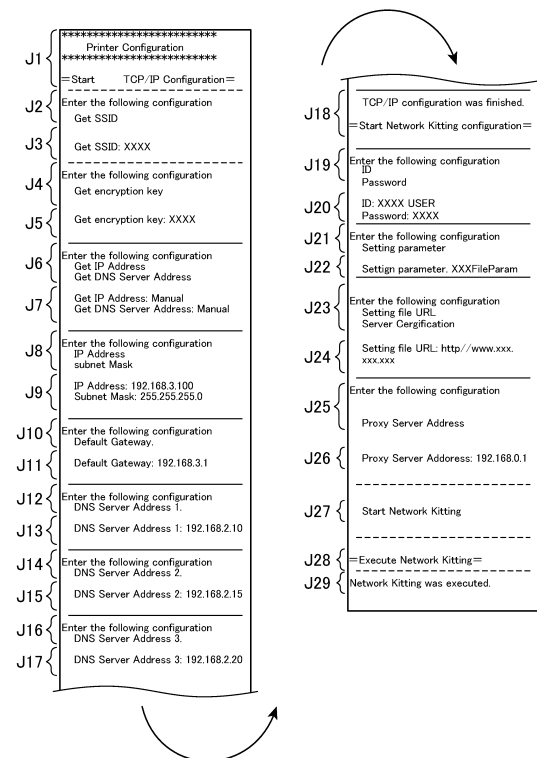 *************************
Printer Configuration
*************************
J1
=Start TCP/IP Configuration=
J2
Enter the following configuration
Get SSID
J3
Get SSID: XXXX
J4
Enter the following configuration
Get encryption key
J5
Get encryption key: XXXX
J6
Enter the following configuration
Get IP Address
Get DNS Server Address
J7
Get IP Address: Manual
Get DNS Server Address: Manual
J8
Enter the following configuration
IP Address
subnet Mask
J9
IP Address: 192.168.3.100
Subnet Mask: 255.255.255.0
J10
Enter the following configuration
Default Gateway.
J11
Default Gateway: 192.168.3.1
J12
Enter the following configuration
DNS Server Address 1.
J13
DNS Server Address 1: 192.168.2.10
J14
Enter the following configuration
DNS Server Address 2.
J15
DNS Server Address 2: 192.168.2.15
J16
Enter the following configuration
DNS Server Address 3.
J17
DNS Server Address 3: 192.168.2.20
J18
TCP/IP configuration was finished.
=Start Network Kitting configuration=
J19
Enter the following configuration
ID
Password
J20
ID: XXXX USER
Password: XXXX
J21
Enter the following configuration
Setting parameter
J22
Settign parameter. XXXFileParam
J23
Enter the following configuration
Setting file URL
Server Cergification
J24
Setting file URL: http//www.xxx.
xxx.xxx
J25
Enter the following configuration
Proxy Server Address
J26
Proxy Server Addoress: 192.168.0.1
J27
Start Network Kitting
J28
=Execute Network Kitting=
J29
Network Kitting was executed.